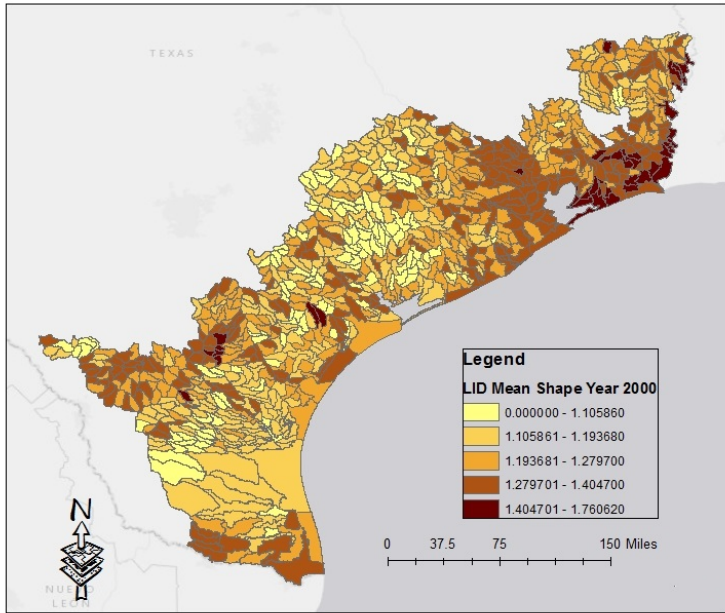 TEXAS
Legend
LID Mean Shape Year 2000
0.000000 - 1.105860
1.105861 - 1.193680
1.193681 - 1.279700
1.279701 - 1.404700
1.404701 - 1.760620
N
0 37.5 75 150 Miles
NUEVO
LEON